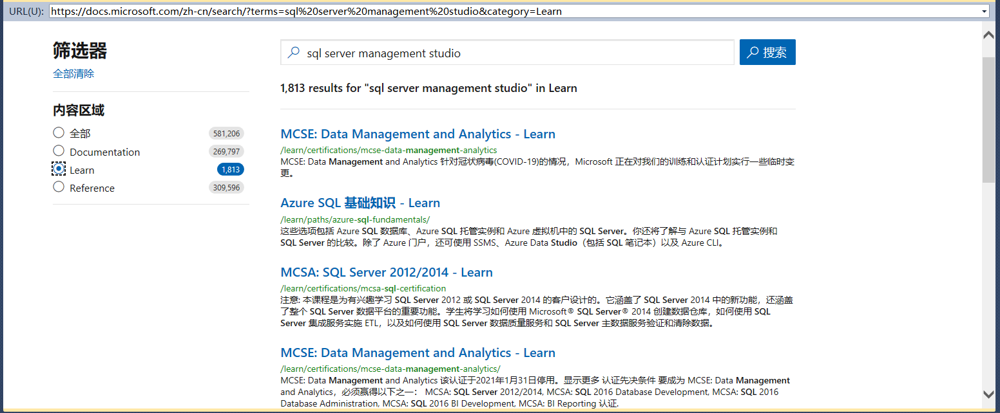 URL(U): https://docs.microsoft.com/zh-cn/search/?terms=sql%20server%20management%20studio&category=Learn
筛选器
全部清除
内容区域
全部 581,206
Documentation 269,797
Learn 1,813
Reference 309,596
sql server management studio 搜索
1,813 results for "sql server management studio" in Learn
MCSE: Data Management and Analytics - Learn
/learn/certifications/mcse-data-management-analytics
MCSE: Data Management and Analytics 针对冠状病毒(COVID-19)的情况，Microsoft 正在对我们的训练和认证计划实行一些临时变
更。
Azure SQL 基础知识 - Learn
/learn/paths/azure-sql-fundamentals/
这些选项包括 Azure SQL 数据库、Azure SQL 托管实例和 Azure 虚拟机中的 SQL Server。你还将了解与 Azure SQL 托管实例和
SQL Server 的比较。除了 Azure 门户，还可使用 SSMS、Azure Data Studio（包括 SQL 笔记本）以及 Azure CLI。
MCSA: SQL Server 2012/2014 - Learn
/learn/certifications/mcsa-sql-certification
注意: 本课程是为有兴趣学习 SQL Server 2012 或 SQL Server 2014 的客户设计的。它涵盖了 SQL Server 2014 中的新功能，还涵盖
了整个 SQL Server 数据平台的重要功能。学生将学习如何使用 Microsoft® SQL Server® 2014 创建数据仓库，如何使用 SQL
Server 集成服务实施 ETL，以及如何使用 SQL Server 数据质量服务和 SQL Server 主数据服务验证和清除数据。
MCSE: Data Management and Analytics - Learn
/learn/certifications/mcse-data-management-analytics/
MCSE: Data Management and Analytics 该认证于2021年1月31日停用。显示更多 认证先决条件 要成为 MCSE: Data Management
and Analytics，必须赢得以下之一： MCSA: SQL Server 2012/2014, MCSA: SQL 2016 Database Development, MCSA: SQL 2016
Database Administration, MCSA: SQL 2016 BI Development, MCSA: BI Reporting 认证.